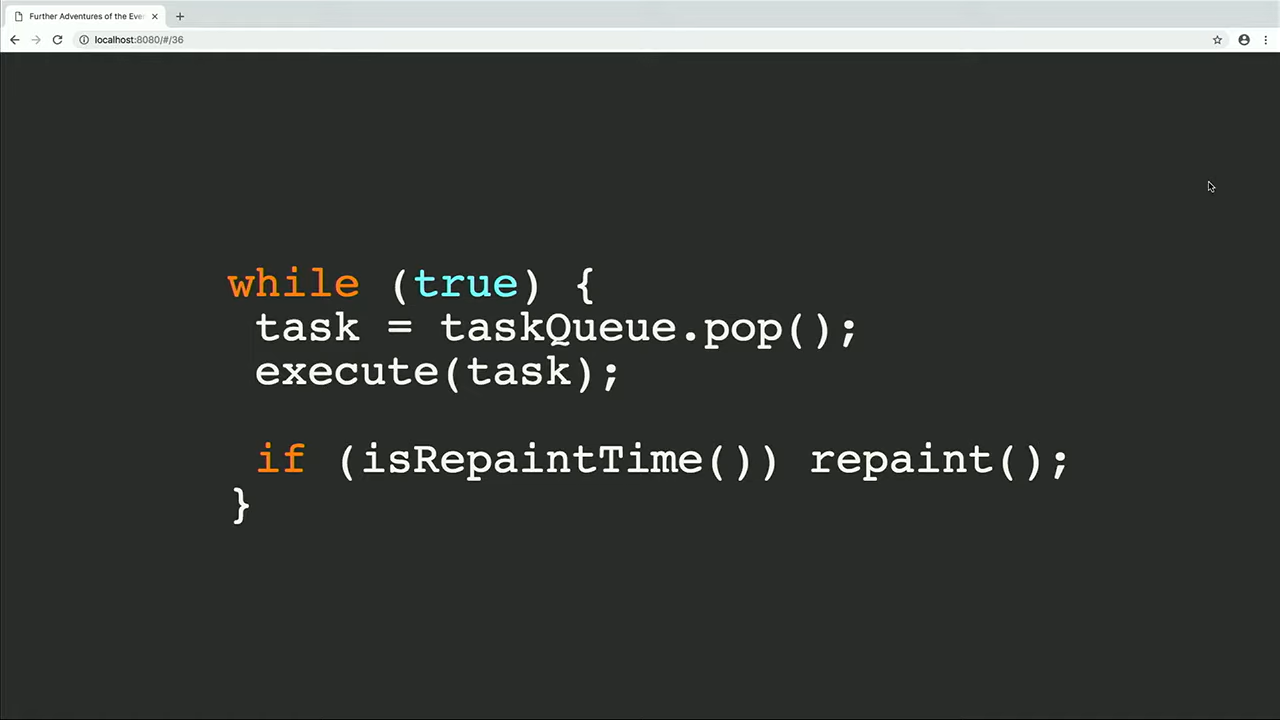 Further Adventures of the Eve
localhost:8080/#/36
while (true) {
task = taskQueue.pop();
execute(task);
if (isRepaintTime()) repaint();
}